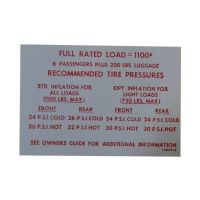 FULL RATED LOAD = 1100#
6 PASSENGERS PLUS 200 LBS LUGGAGE
RECOMMENDED TIRE PRESSURES
STD. INFLATION FOR OPT. INFLATION FOR
ALL LOADS LIGHT LOADS
(1100 LBS. MAX.) (750 LBS. MAX.)
FRONT REAR FRONT REAR
24 P.S.I. COLD 26 P.S.I. COLD 24 P.S.I. COLD 24 P.S.I. COLD
30 P.S.I. HOT 32 P.S.I. HOT 30 P.S.I. HOT 30 P.S.I. HOT
SEE OWNERS GUIDE FOR ADDITIONAL INFORMATION